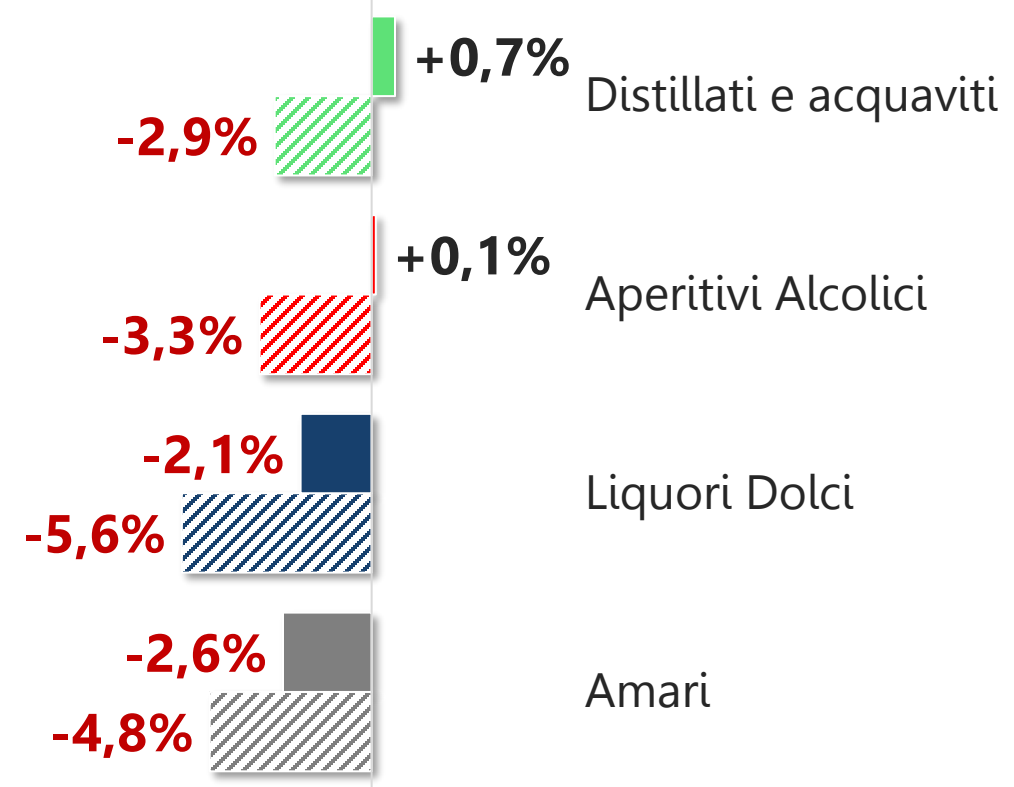 +0,7%
Distillati e acquaviti
-2,9%
+0,1%
Aperitivi Alcolici
-3,3%
-2,1%
Liquori Dolci
-5,6%
-2,6%
Amari
-4,8%